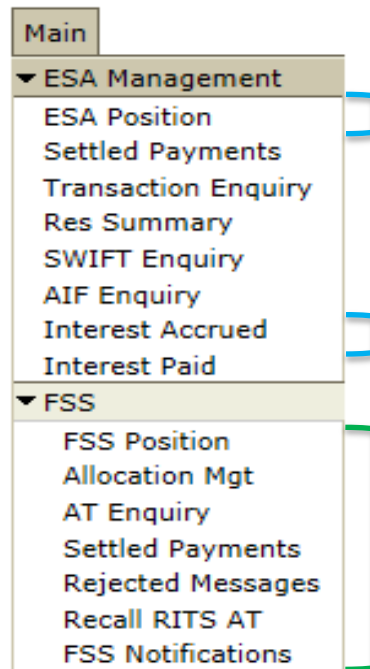 Main
ESA Management
ESA Position
Settled Payments
Transaction Enquiry
Res Summary
SWIFT Enquiry
AIF Enquiry
Interest Accrued
Interest Paid
FSS
FSS Position
Allocation Mgt
AT Enquiry
Settled Payments
Rejected Messages
Recall RITS AT
FSS Notifications